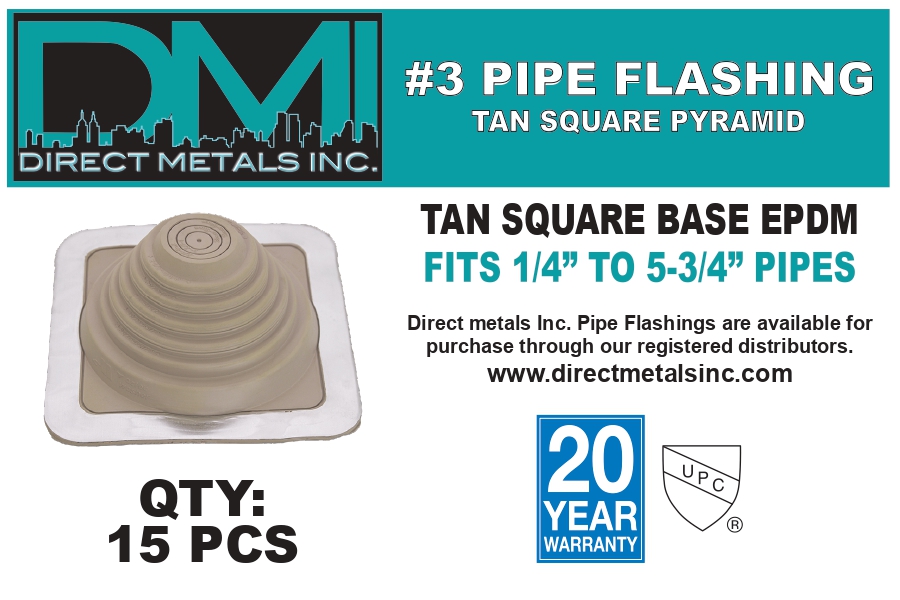 DMI
DIRECT METALS INC.
#3 PIPE FLASHING
TAN SQUARE PYRAMID
TAN SQUARE BASE EPDM
FITS 1/4” TO 5-3/4” PIPES
Direct metals Inc. Pipe Flashings are available for
purchase through our registered distributors.
www.directmetalsinc.com
QTY:
15 PCS
20
YEAR
WARRANTY
UPC
®